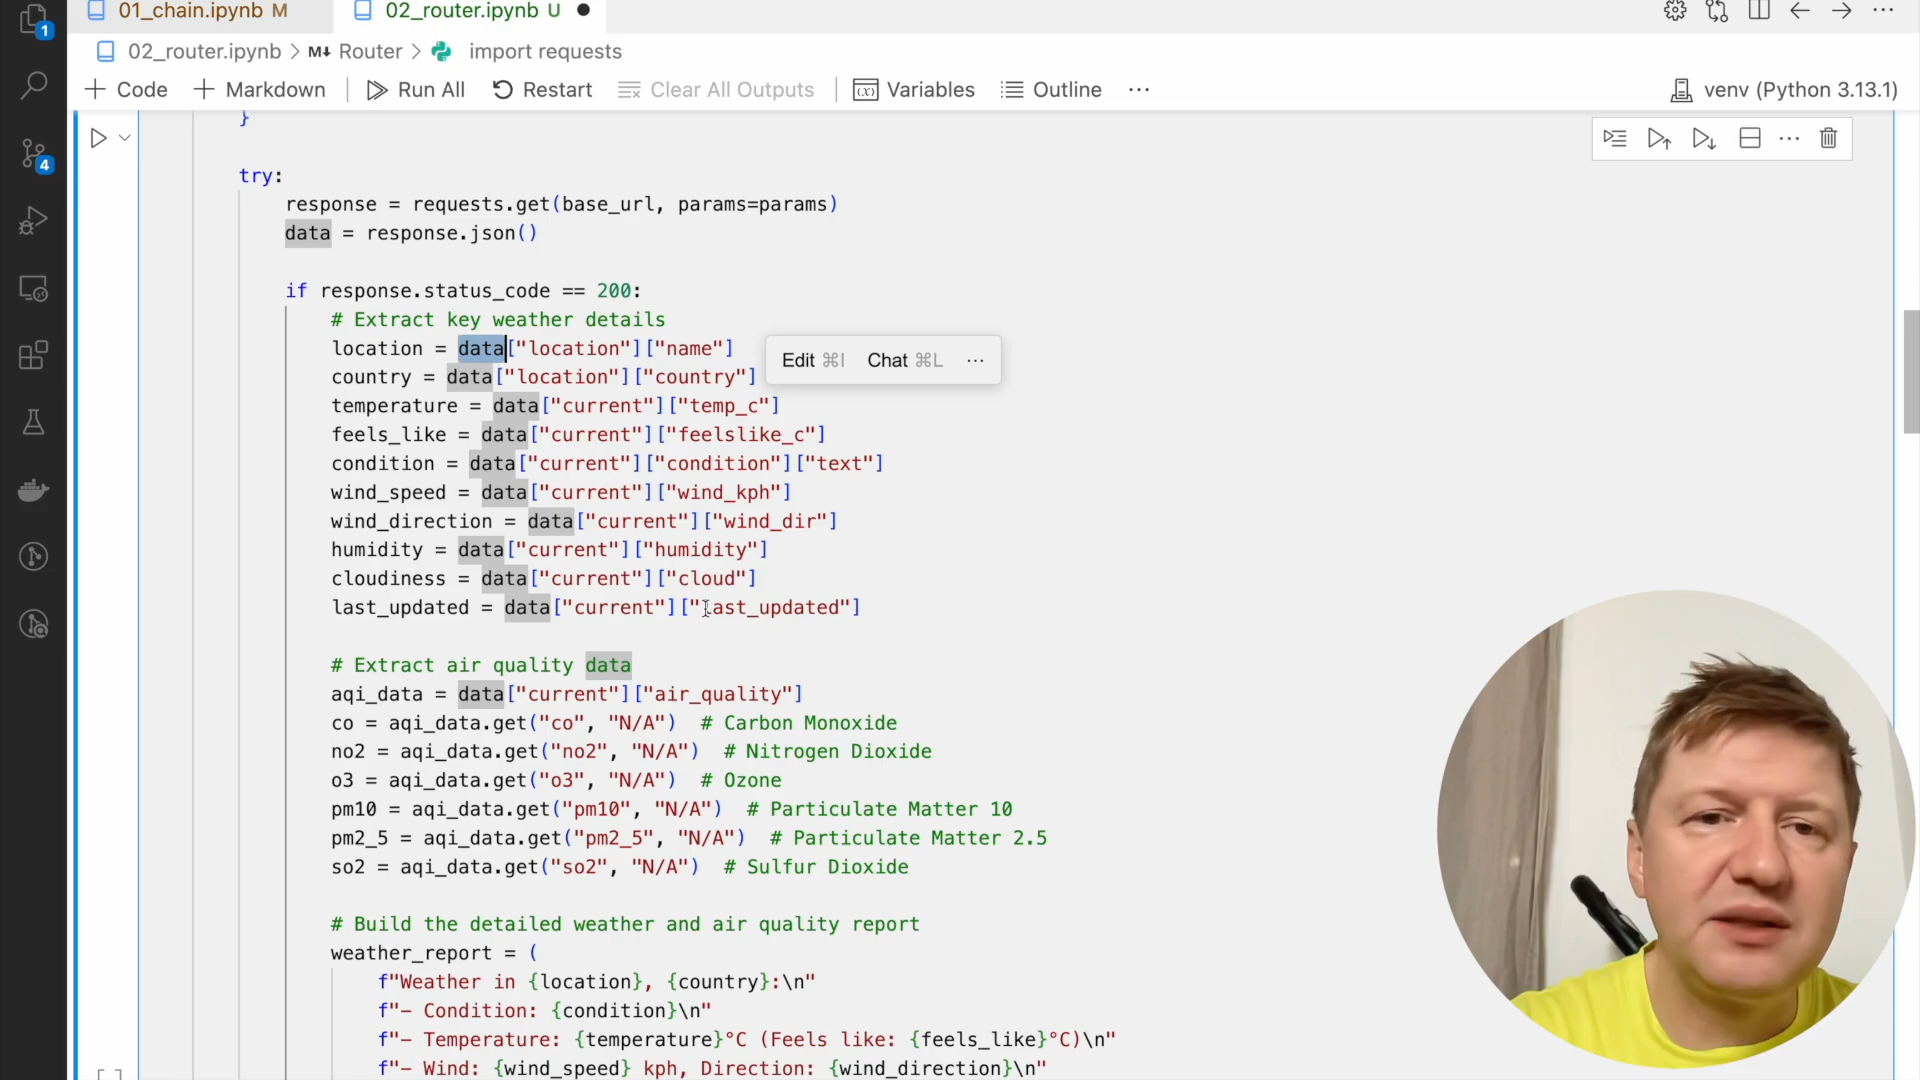 01_chain.ipynb M
02_router.ipynb U
1
02_router.ipynb > M↓ Router > import requests
+ Code + Markdown Run All Restart Clear All Outputs Variables Outline ...
venv (Python 3.13.1)
4
}
try:
response = requests.get(base_url, params=params)
data = response.json()
if response.status_code == 200:
# Extract key weather details
location = data["location"]["name"]
Edit ⌘I Chat ⌘L ...
country = data["location"]["country"]
temperature = data["current"]["temp_c"]
feels_like = data["current"]["feelslike_c"]
condition = data["current"]["condition"]["text"]
wind_speed = data["current"]["wind_kph"]
wind_direction = data["current"]["wind_dir"]
humidity = data["current"]["humidity"]
cloudiness = data["current"]["cloud"]
last_updated = data["current"]["last_updated"]
# Extract air quality data
aqi_data = data["current"]["air_quality"]
co = aqi_data.get("co", "N/A")  # Carbon Monoxide
no2 = aqi_data.get("no2", "N/A")  # Nitrogen Dioxide
o3 = aqi_data.get("o3", "N/A")  # Ozone
pm10 = aqi_data.get("pm10", "N/A")  # Particulate Matter 10
pm2_5 = aqi_data.get("pm2_5", "N/A")  # Particulate Matter 2.5
so2 = aqi_data.get("so2", "N/A")  # Sulfur Dioxide
# Build the detailed weather and air quality report
weather_report = (
f"Weather in {location}, {country}:\n"
f"- Condition: {condition}\n"
f"- Temperature: {temperature}°C (Feels like: {feels_like}°C)\n"
f"- Wind: {wind_speed} kph, Direction: {wind_direction}\n"
[ ]